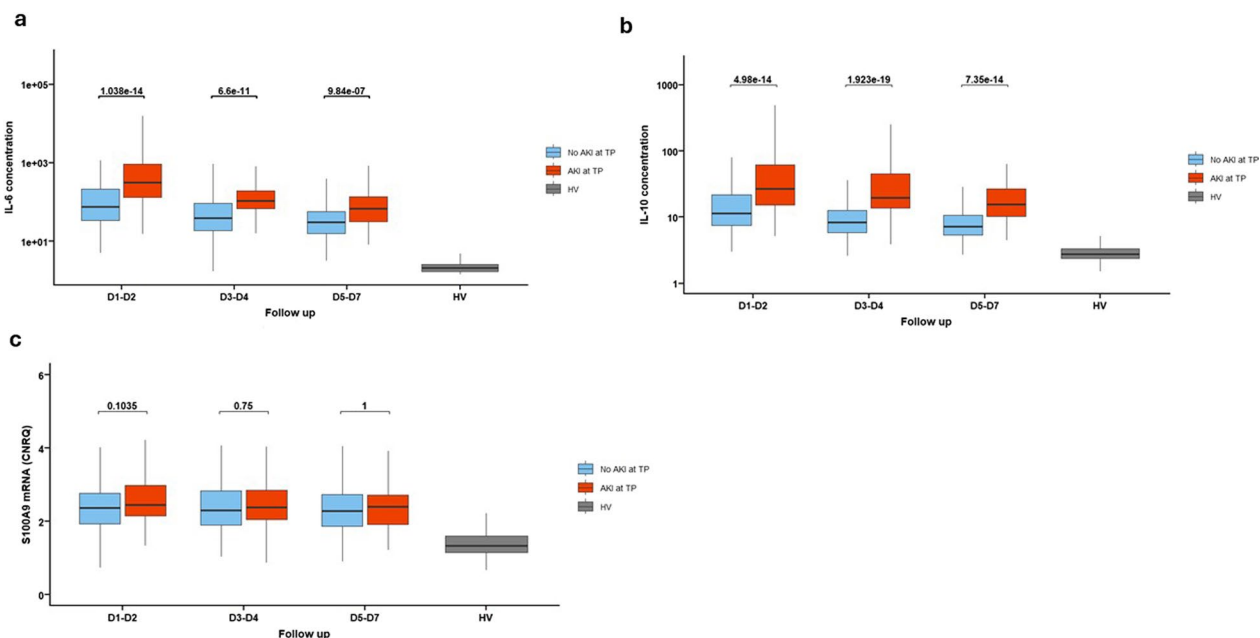 a
IL-6 concentration
1e+05
1e+03
1e+01
1.038e-14
6.6e-11
9.84e-07
D1-D2
D3-D4
D5-D7
HV
Follow up
No AKI at TP
AKI at TP
HV
b
IL-10 concentration
1000
100
10
1
4.98e-14
1.923e-19
7.35e-14
D1-D2
D3-D4
D5-D7
HV
Follow up
No AKI at TP
AKI at TP
HV
c
S100A9 mRNA (CNRQ)
6
4
2
0
0.1035
0.75
1
D1-D2
D3-D4
D5-D7
HV
Follow up
No AKI at TP
AKI at TP
HV